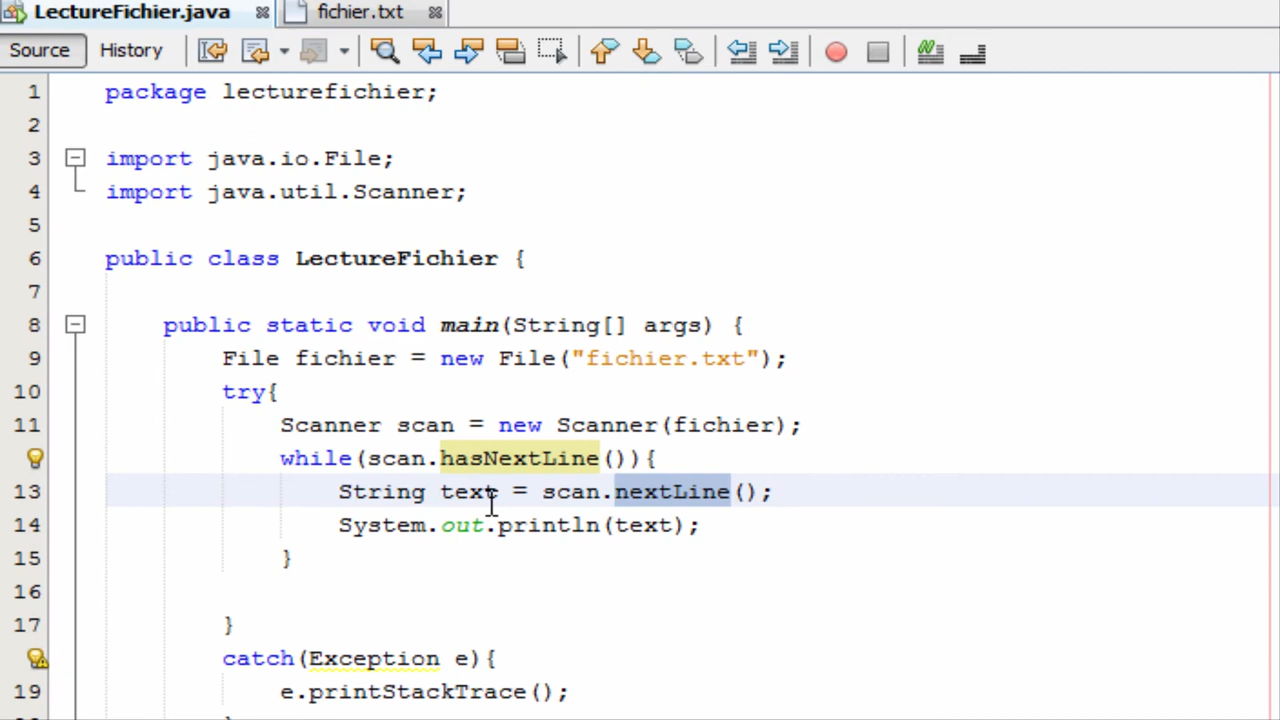 LectureFichier.java fichier.txt
Source History
1 package lecturefichier;
2
3 import java.io.File;
4 import java.util.Scanner;
5
6 public class LectureFichier {
7
8 public static void main(String[] args) {
9 File fichier = new File("fichier.txt");
10 try{
11 Scanner scan = new Scanner(fichier);
while(scan.hasNextLine()){
13 String text = scan.nextLine();
14 System.out.println(text);
15 }
16
17 }
catch(Exception e){
19 e.printStackTrace();